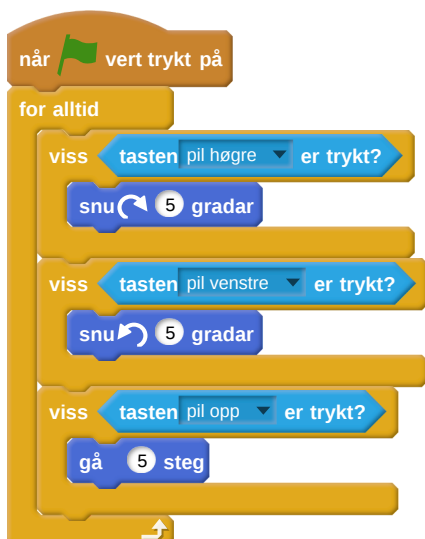 når vert trykt på
for alltid
viss tasten pil høgre er trykt?
snu 5 gradar
viss tasten pil venstre er trykt?
snu 5 gradar
viss tasten pil opp er trykt?
gå 5 steg